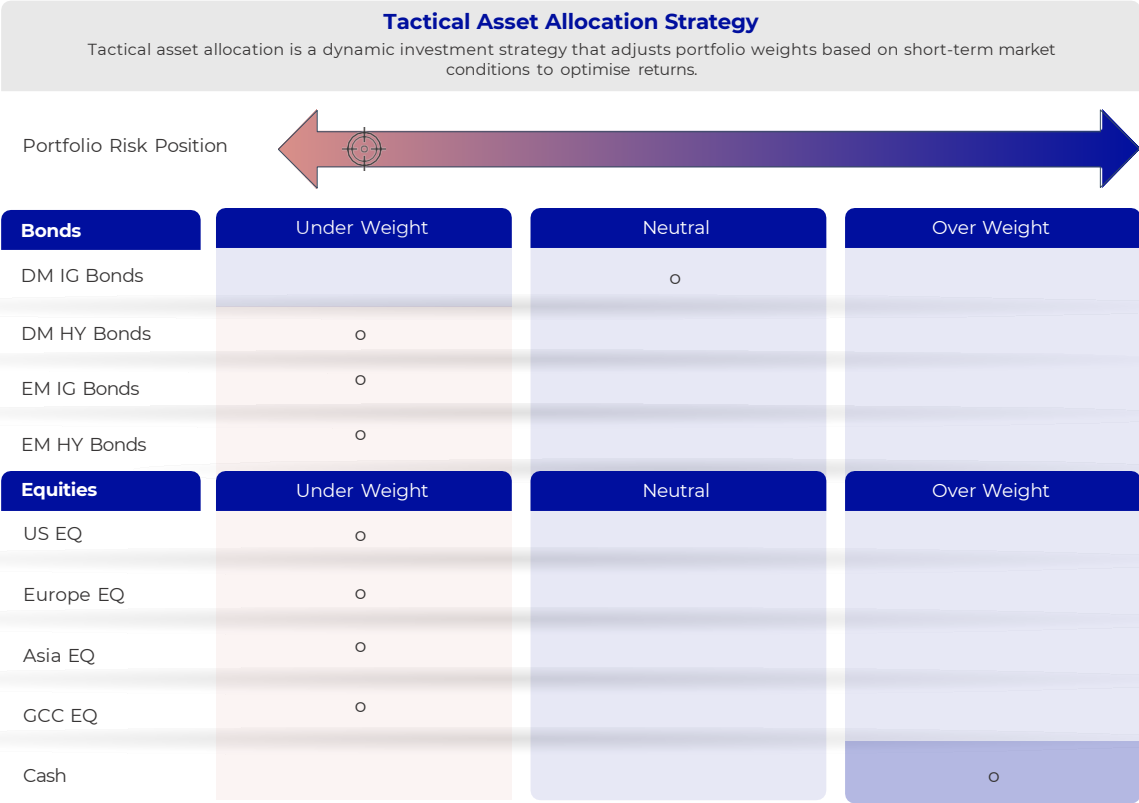 Tactical Asset Allocation Strategy
Tactical asset allocation is a dynamic investment strategy that adjusts portfolio weights based on short-term market
conditions to optimise returns.
Portfolio Risk Position
Bonds Under Weight Neutral Over Weight
DM IG Bonds o
DM HY Bonds o
EM IG Bonds o
EM HY Bonds o
Equities Under Weight Neutral Over Weight
US EQ o
Europe EQ o
Asia EQ o
GCC EQ o
Cash o